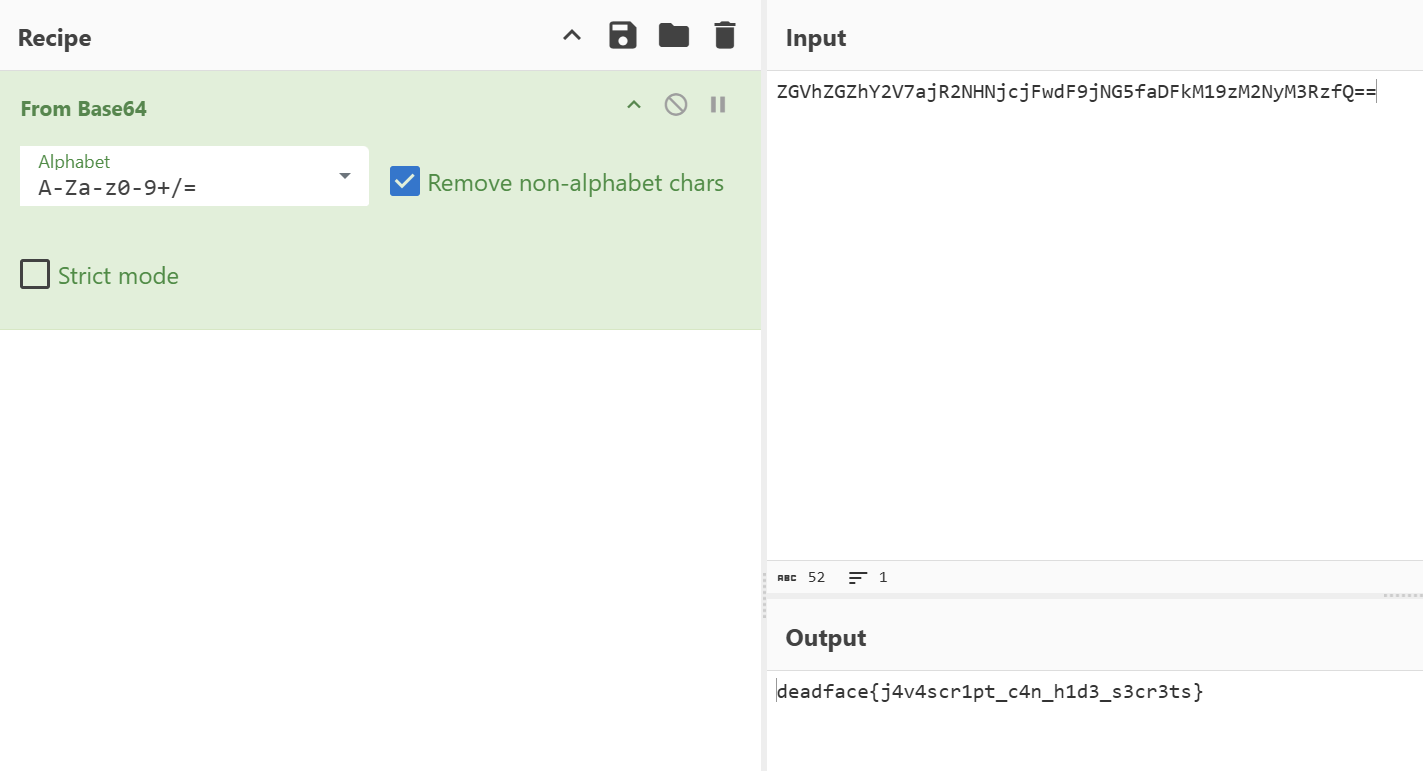 Recipe
From Base64
Alphabet
A-Za-z0-9+/=
Remove non-alphabet chars
Strict mode
Input
ZGVhZGZhY2V7ajR2NHNjcjFwdF9jNG5faDFkM19zM2NyM3RzfQ==
ABC 52 1
Output
deadface{j4v4scr1pt_c4n_h1d3_s3cr3ts}